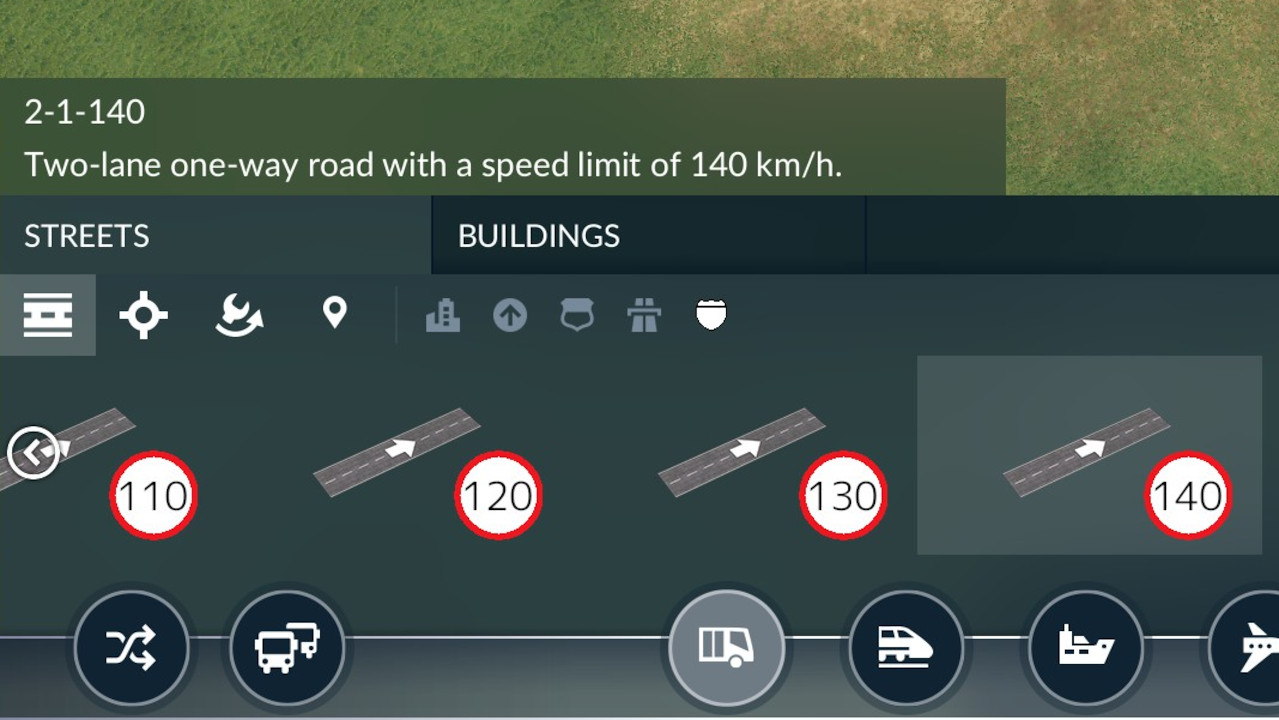 2-1-140
Two-lane one-way road with a speed limit of 140 km/h.
STREETS BUILDINGS
110 120 130 140